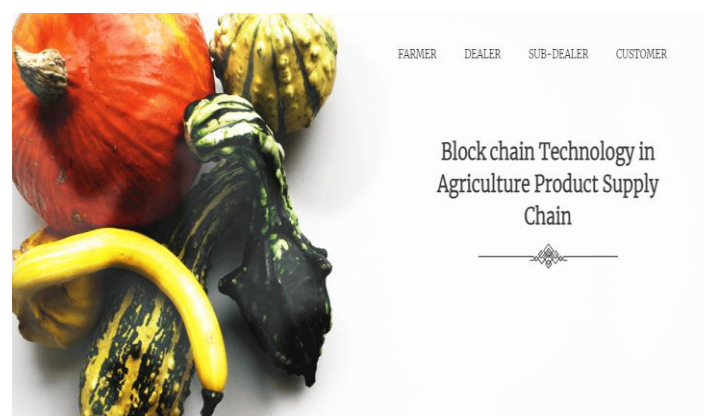 FARMER DEALER SUB-DEALER CUSTOMER
Block chain Technology in
Agriculture Product Supply
Chain